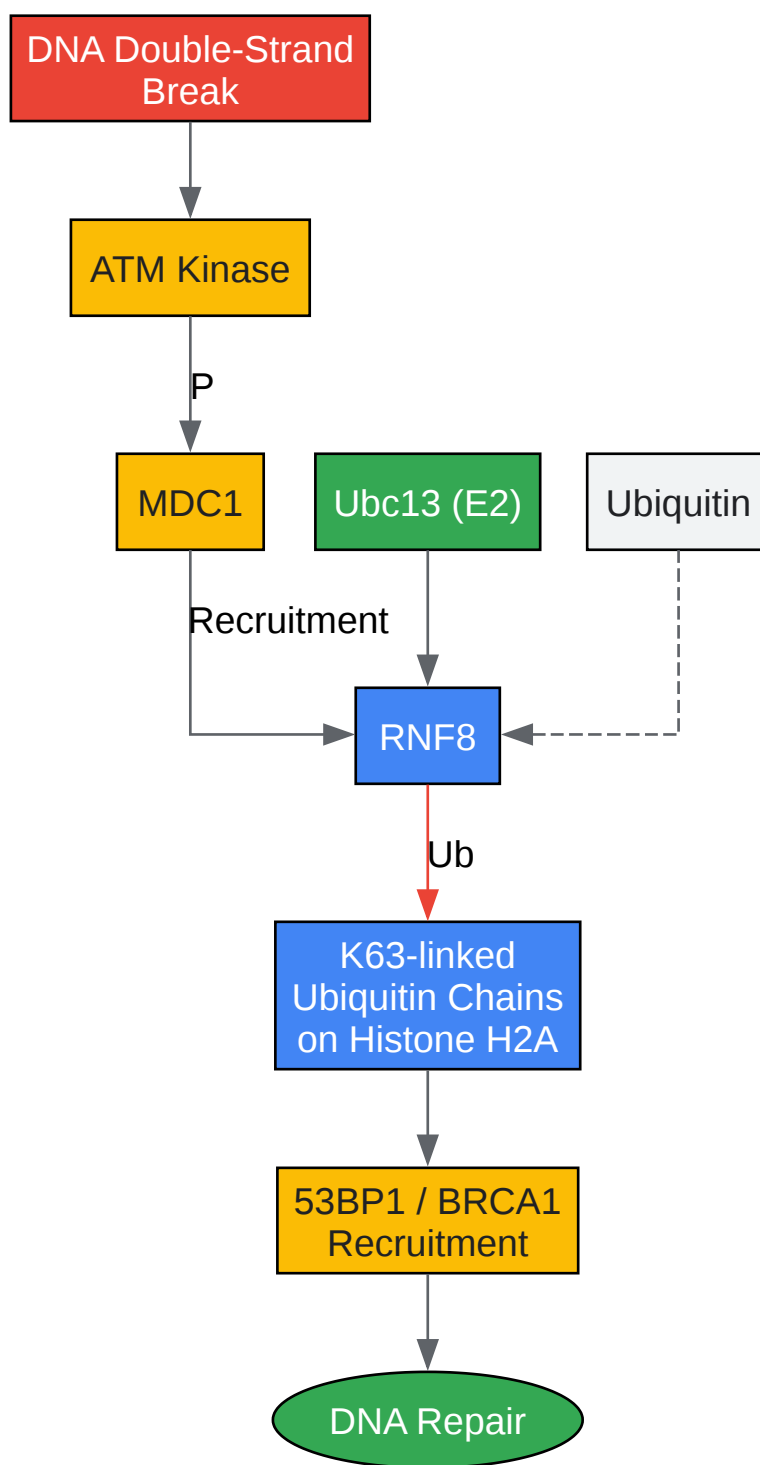 DNA Double-Strand
Break
ATM Kinase
P
MDC1
Ubc13 (E2)
Ubiquitin
Recruitment
RNF8
Ub
K63-linked
Ubiquitin Chains
on Histone H2A
53BP1 / BRCA1
Recruitment
DNA Repair